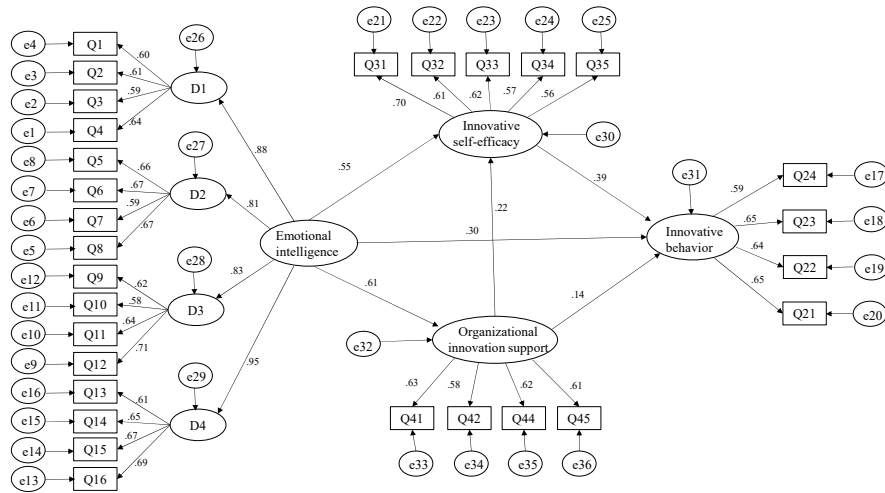 e21
e22
e23
e24
e25
Q31
Q32
Q33
Q34
Q35
.70
.61
.62
.57
.56
Innovative
self-efficacy
e30
e4
Q1
e3
Q2
e2
Q3
e1
Q4
.60
.61
.59
.64
e26
D1
e8
Q5
e7
Q6
e6
Q7
e5
Q8
.66
.67
.59
.67
e27
D2
e12
Q9
e11
Q10
e10
Q11
e9
Q12
.62
.58
.64
.71
e28
D3
e16
Q13
e15
Q14
e14
Q15
e13
Q16
.61
.65
.67
.69
e29
D4
.88
.81
.83
.95
Emotional
intelligence
.55
.30
.61
.22
.39
.14
e31
Innovative
behavior
.59
.65
.64
.65
Q24
e17
Q23
e18
Q22
e19
Q21
e20
e32
Organizational
innovation support
.63
.58
.62
.61
Q41
Q42
Q44
Q45
e33
e34
e35
e36